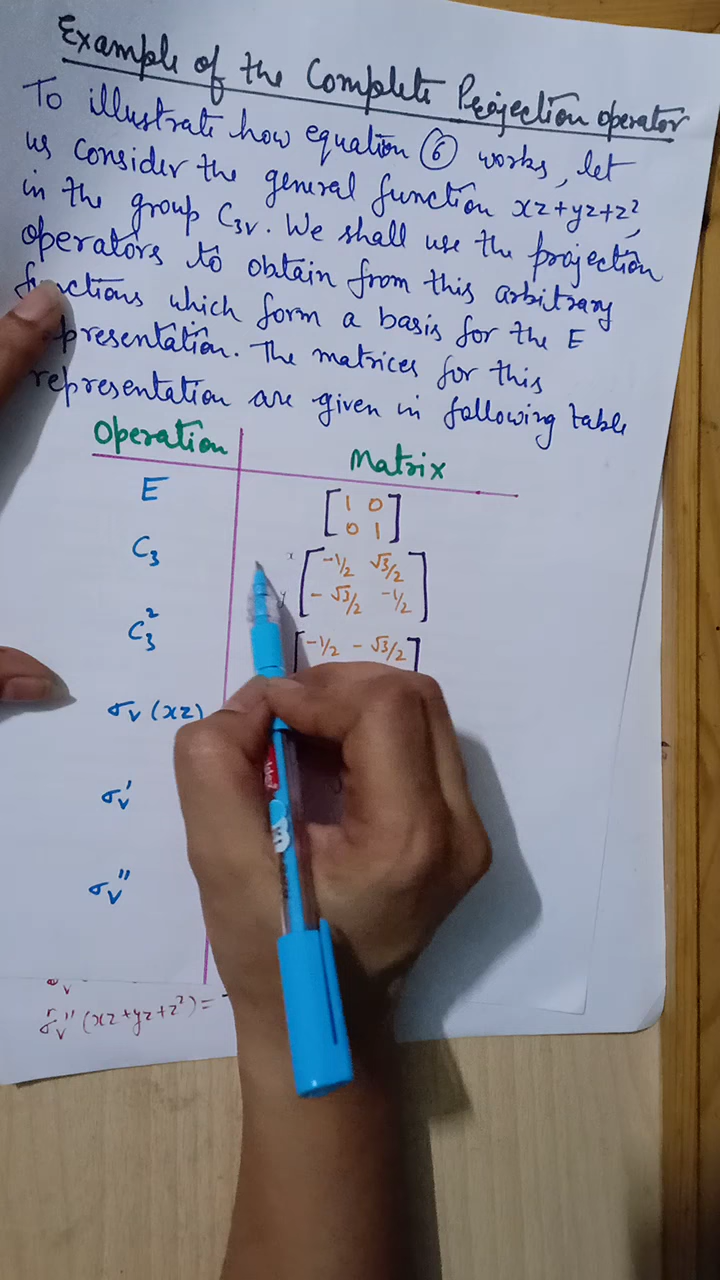 Example of the Complete Projection operator
To illustrate how equation ⑥ works, let
us consider the general function xz+yz+z²,
in the group C₃ᵥ. We shall use the projection
operators to obtain from this arbitrary
functions which form a basis for the E
presentation. The matrices for this
representation are given in following table
Operation Matrix
E [1 0
0 1]
C₃ x [-1/2 √3/2
y -√3/2 -1/2]
C₃² [-1/2 -√3/2]
σv (xz)
σv'
σv''
σv''(xz+yz+z²) = -